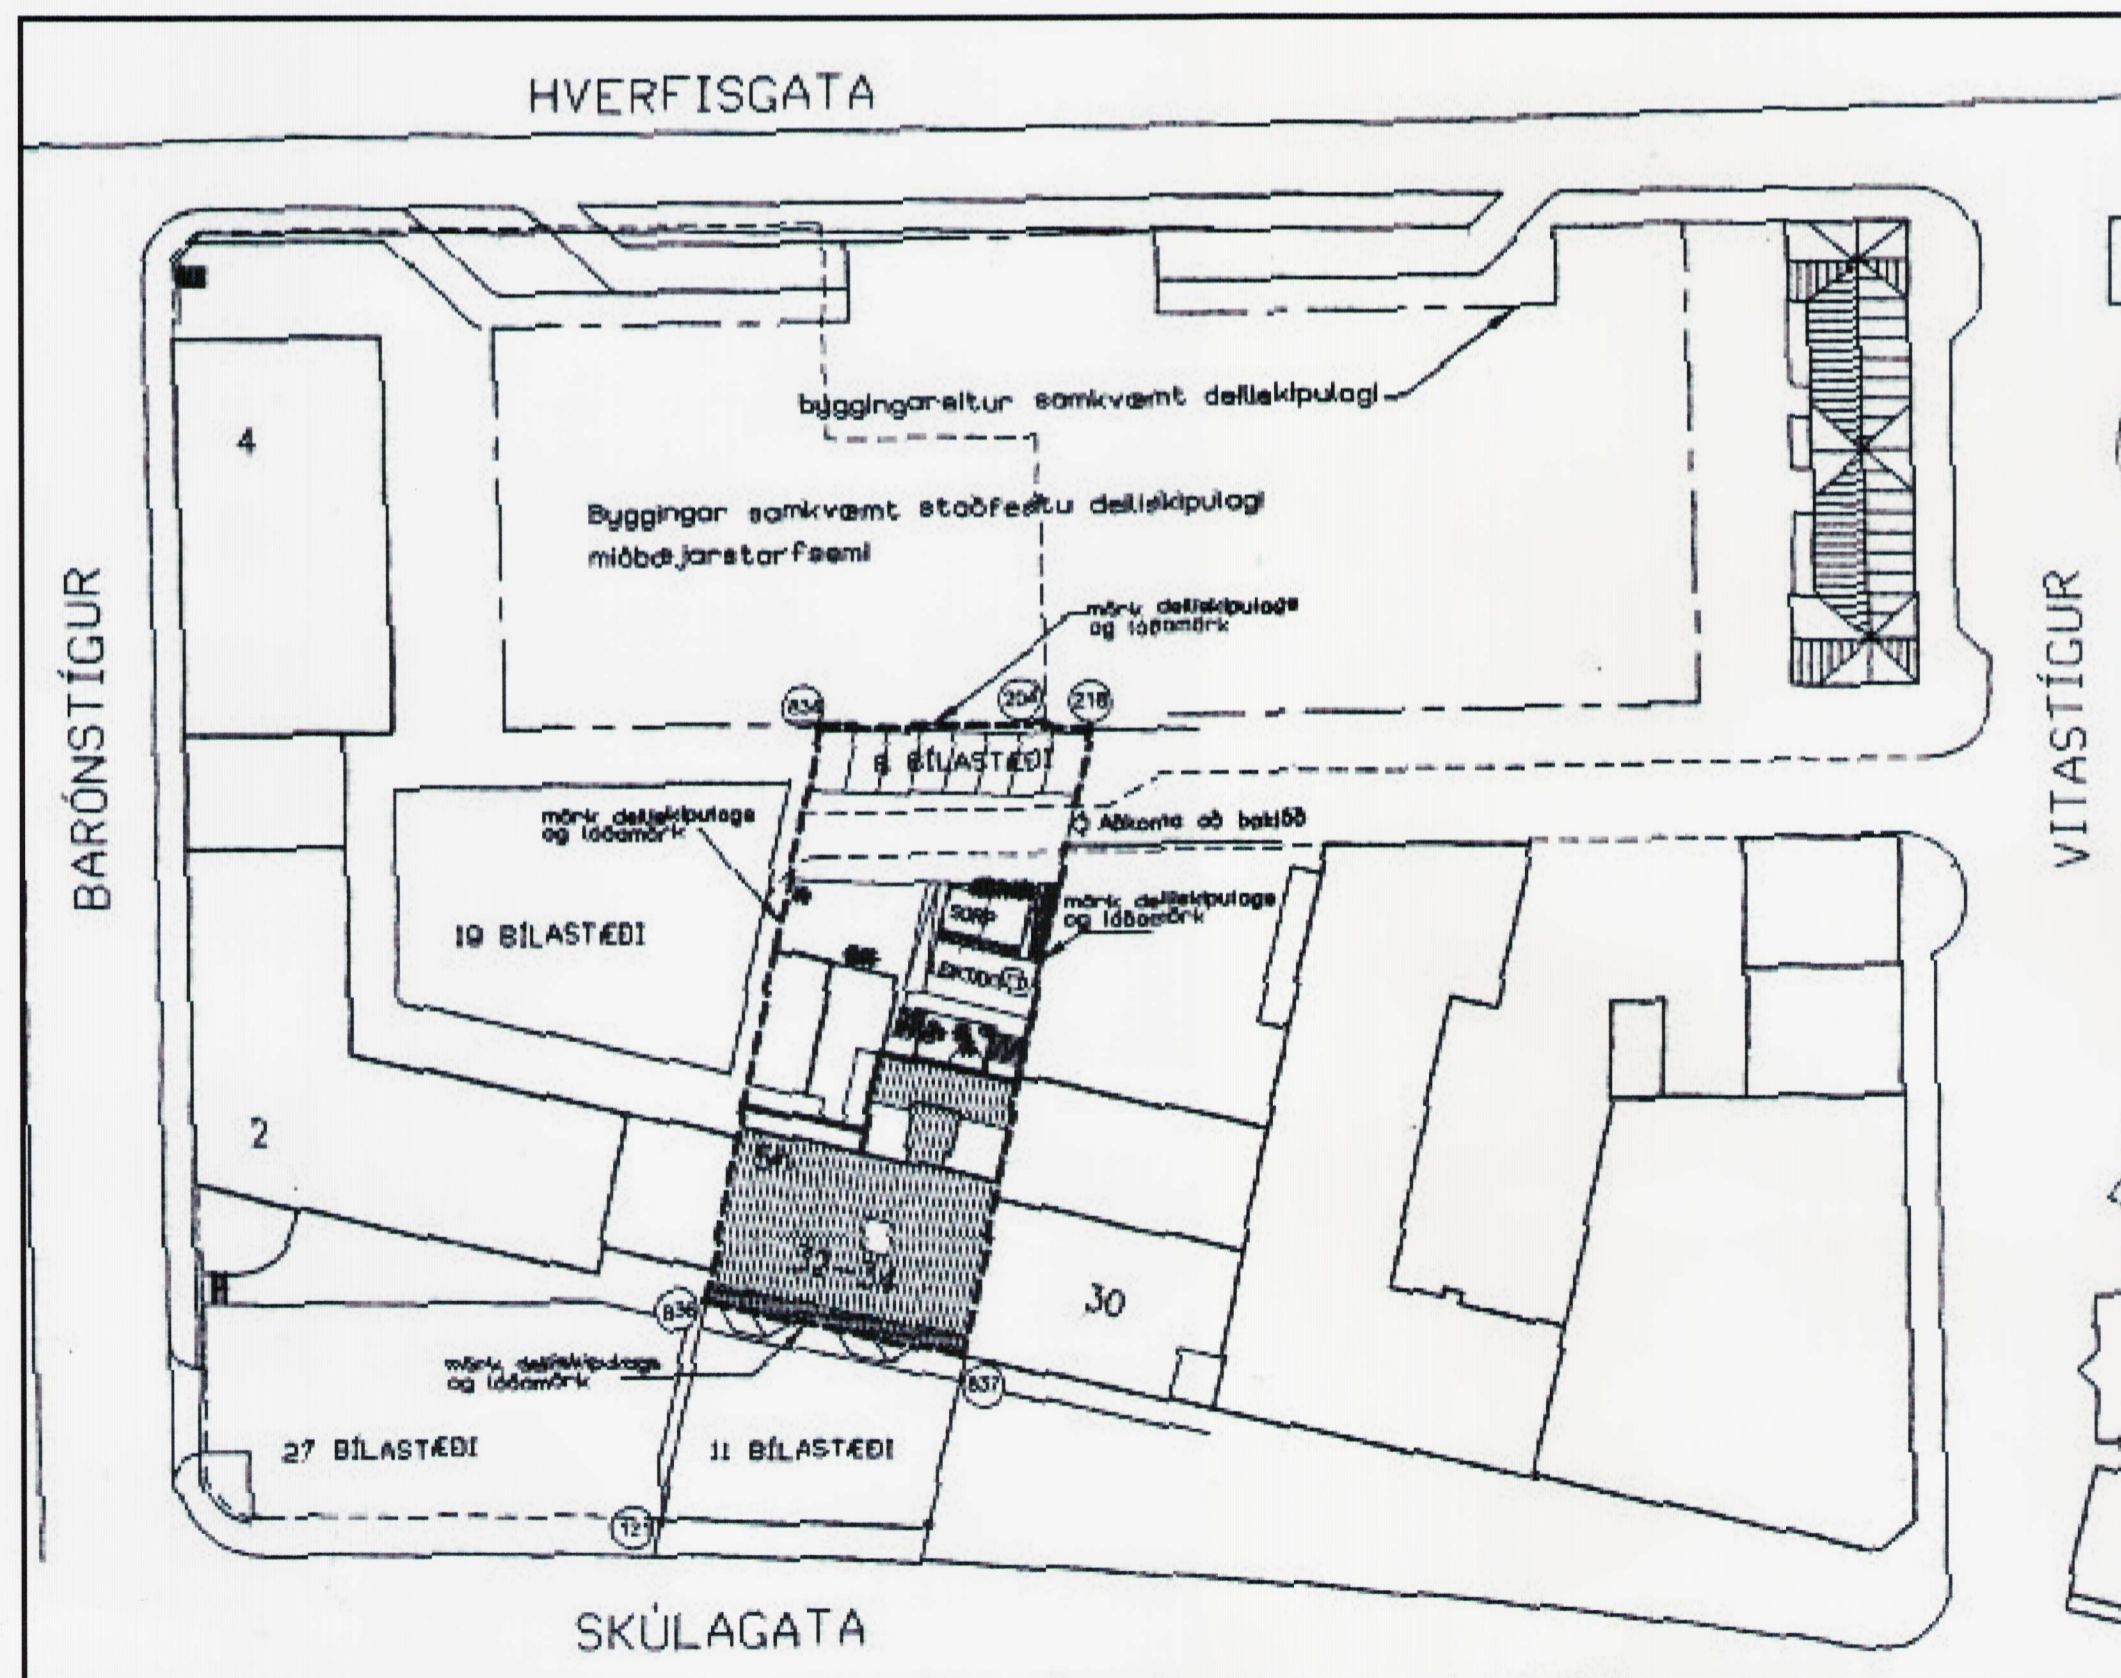 HVERFISGATA
byggingarreitur samkvæmt deiliskipulagi
4
Byggingar samkvæmt staðfestu deiliskipulagi
miðbæjarstarfsemi
BARÓNSTÍGUR
VITASTÍGUR
mörk deiliskipulags
og lóðamörk
834
204
218
8 BÍLASTÆÐI
mörk deiliskipulags
og lóðamörk
Aðkoma að baklóð
19 BÍLASTÆÐI
SORP
mörk deiliskipulags
og lóðamörk
2
32-34
30
836
mörk deiliskipulags
og lóðamörk
837
27 BÍLASTÆÐI
11 BÍLASTÆÐI
SKÚLAGATA